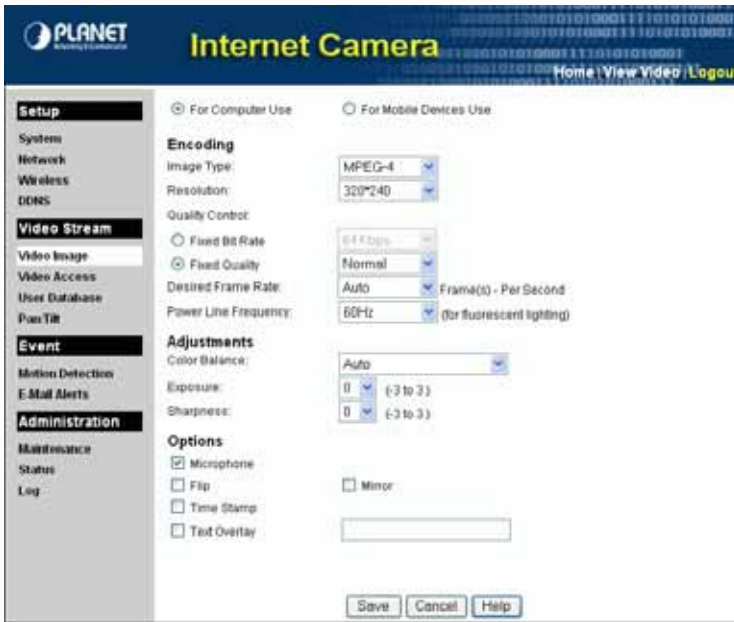 PLANET
Networking & Communication
Internet Camera
Home | View Video | Logou
Setup
System
Network
Wireless
DDNS
Video Stream
Video Image
Video Access
User Database
Pan Tilt
Event
Motion Detection
E-Mail Alerts
Administration
Maintenance
Status
Log
For Computer Use For Mobile Devices Use
Encoding
Image Type: MPEG-4
Resolution: 320*240
Quality Control:
Fixed Bit Rate 64 Kbps
Fixed Quality Normal
Desired Frame Rate: Auto Frame(s) - Per Second
Power Line Frequency: 60Hz (for fluorescent lighting)
Adjustments
Color Balance: Auto
Exposure: 0 (-3 to 3)
Sharpness: 0 (-3 to 3)
Options
Microphone
Flip Mirror
Time Stamp
Text Overlay
Save Cancel Help